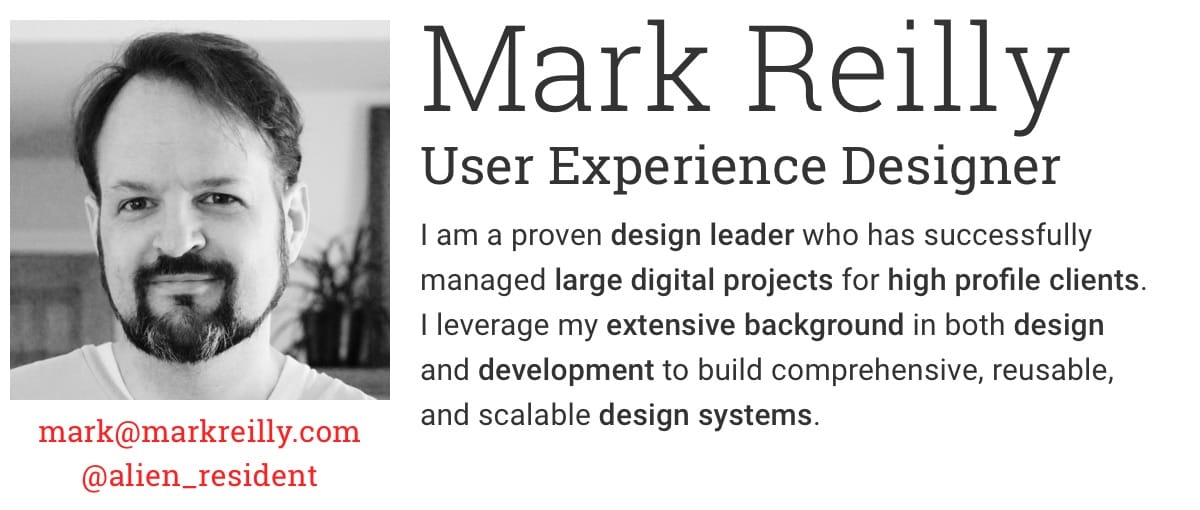 Mark Reilly
User Experience Designer
I am a proven design leader who has successfully
managed large digital projects for high profile clients.
I leverage my extensive background in both design
and development to build comprehensive, reusable,
and scalable design systems.
mark@markreilly.com
@alien_resident